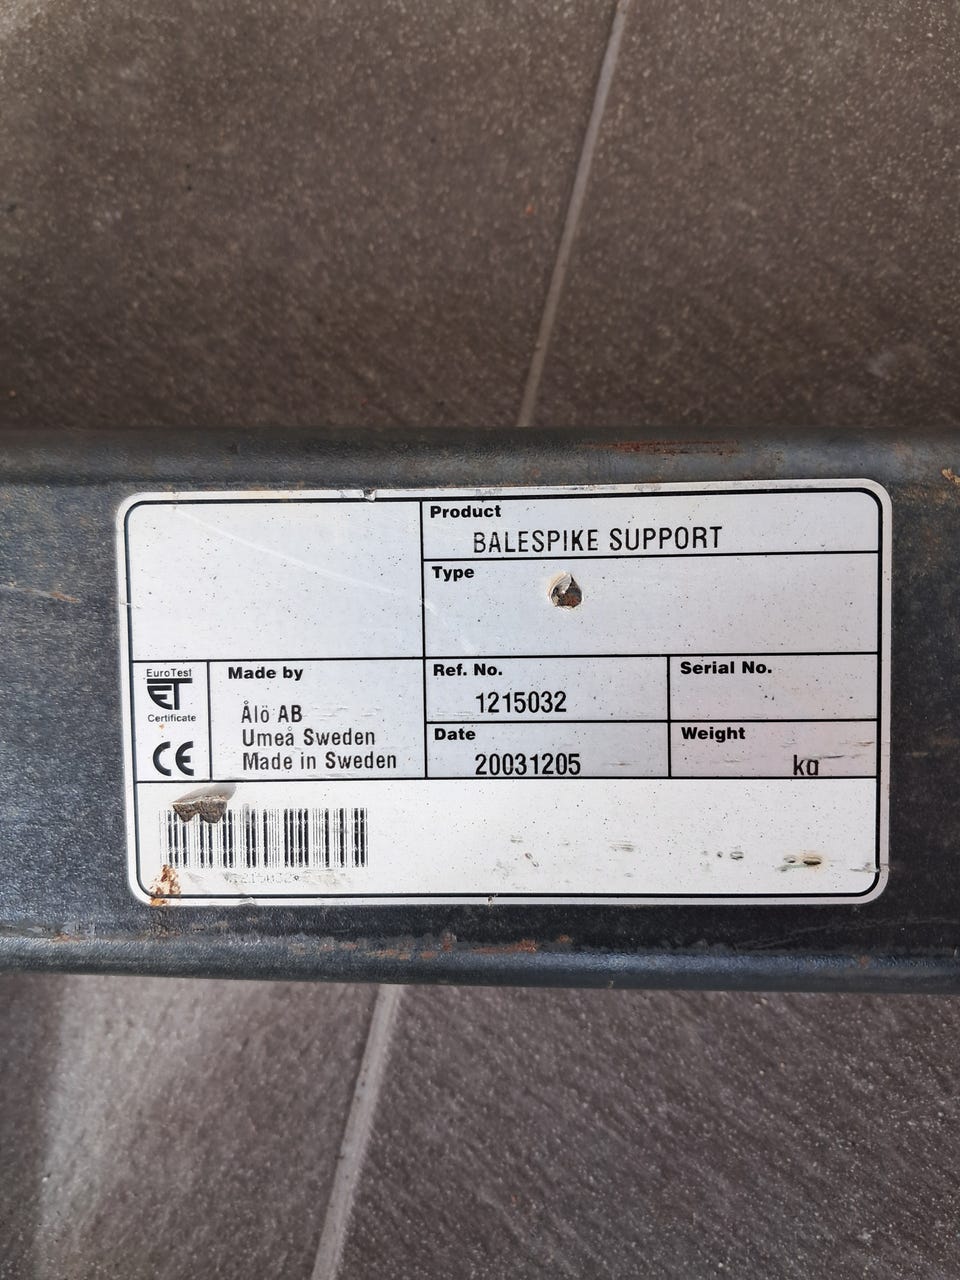 Product
BALESPIKE SUPPORT
Type
EuroTest
ET
Certificate
CE
Made by
Ålö AB
Umeå Sweden
Made in Sweden
Ref. No.
1215032
Serial No.
Date
20031205
Weight
kg